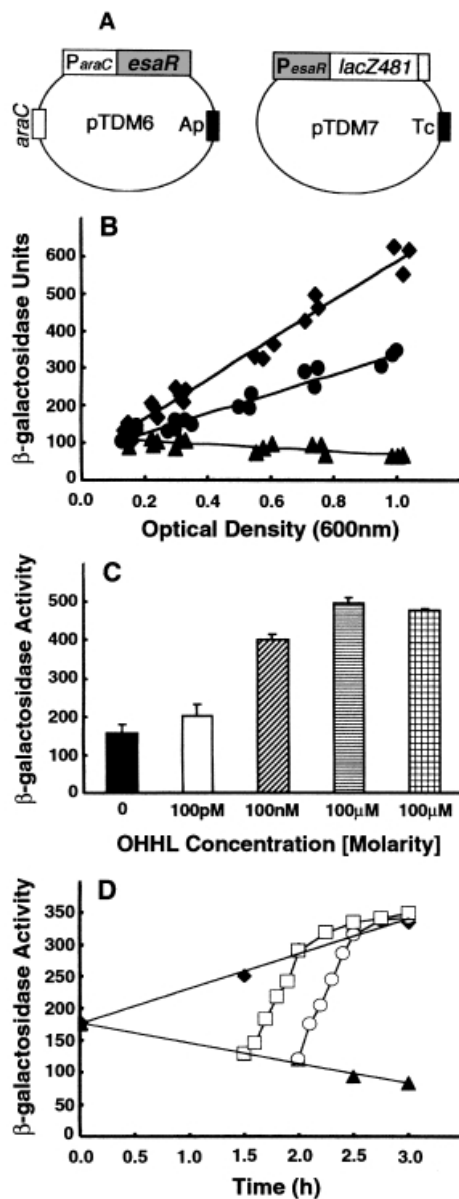 A
ParaC esaR
PesaR lacZ481
araC
pTDM6
Ap
pTDM7
Tc
B
β-galactosidase Units
600
500
400
300
200
100
0
0.0 0.2 0.4 0.6 0.8 1.0
Optical Density (600nm)
C
β-galactosidase Activity
500
400
300
200
100
0
0 100pM 100nM 100µM 100µM
OHHL Concentration [Molarity]
D
β-galactosidase Activity
350
300
250
200
150
100
50
0
0.0 0.5 1.0 1.5 2.0 2.5 3.0
Time (h)